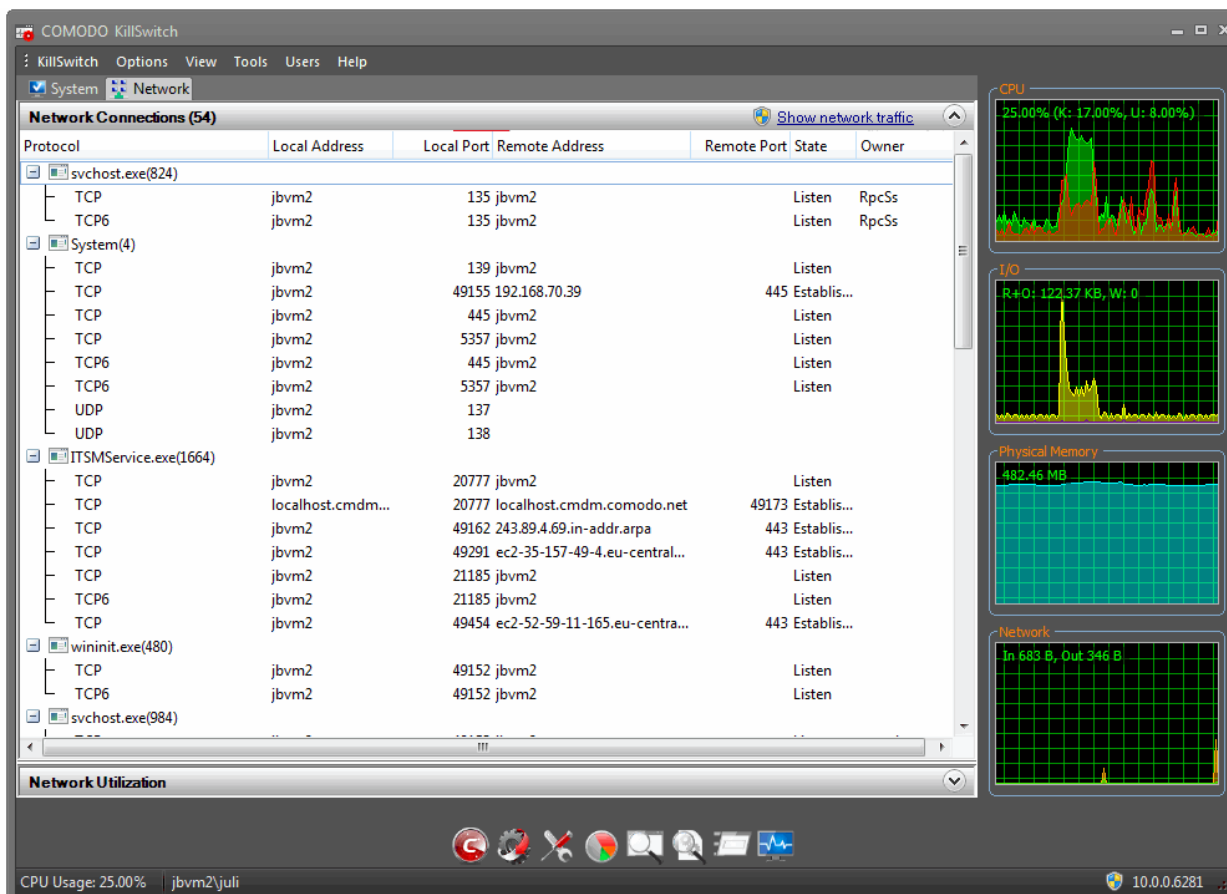 COMODO KillSwitch
KillSwitch Options View Tools Users Help
System Network
Network Connections (54) Show network traffic
Protocol Local Address Local Port Remote Address Remote Port State Owner
svchost.exe(824)
TCP jbvm2 135 jbvm2 Listen RpcSs
TCP6 jbvm2 135 jbvm2 Listen RpcSs
System(4)
TCP jbvm2 139 jbvm2 Listen
TCP jbvm2 49155 192.168.70.39 445 Establis...
TCP jbvm2 445 jbvm2 Listen
TCP jbvm2 5357 jbvm2 Listen
TCP6 jbvm2 445 jbvm2 Listen
TCP6 jbvm2 5357 jbvm2 Listen
UDP jbvm2 137
UDP jbvm2 138
ITSMService.exe(1664)
TCP jbvm2 20777 jbvm2 Listen
TCP localhost.cmdm... 20777 localhost.cmdm.comodo.net 49173 Establis...
TCP jbvm2 49162 243.89.4.69.in-addr.arpa 443 Establis...
TCP jbvm2 49291 ec2-35-157-49-4.eu-central... 443 Establis...
TCP jbvm2 21185 jbvm2 Listen
TCP6 jbvm2 21185 jbvm2 Listen
TCP jbvm2 49454 ec2-52-59-11-165.eu-centra... 443 Establis...
wininit.exe(480)
TCP jbvm2 49152 jbvm2 Listen
TCP6 jbvm2 49152 jbvm2 Listen
svchost.exe(984)
Network Utilization
CPU
25.00% (K: 17.00%, U: 8.00%)
I/O
R+O: 122.37 KB, W: 0
Physical Memory
482.46 MB
Network
In 683 B, Out 346 B
CPU Usage: 25.00% jbvm2\juli 10.0.0.6281